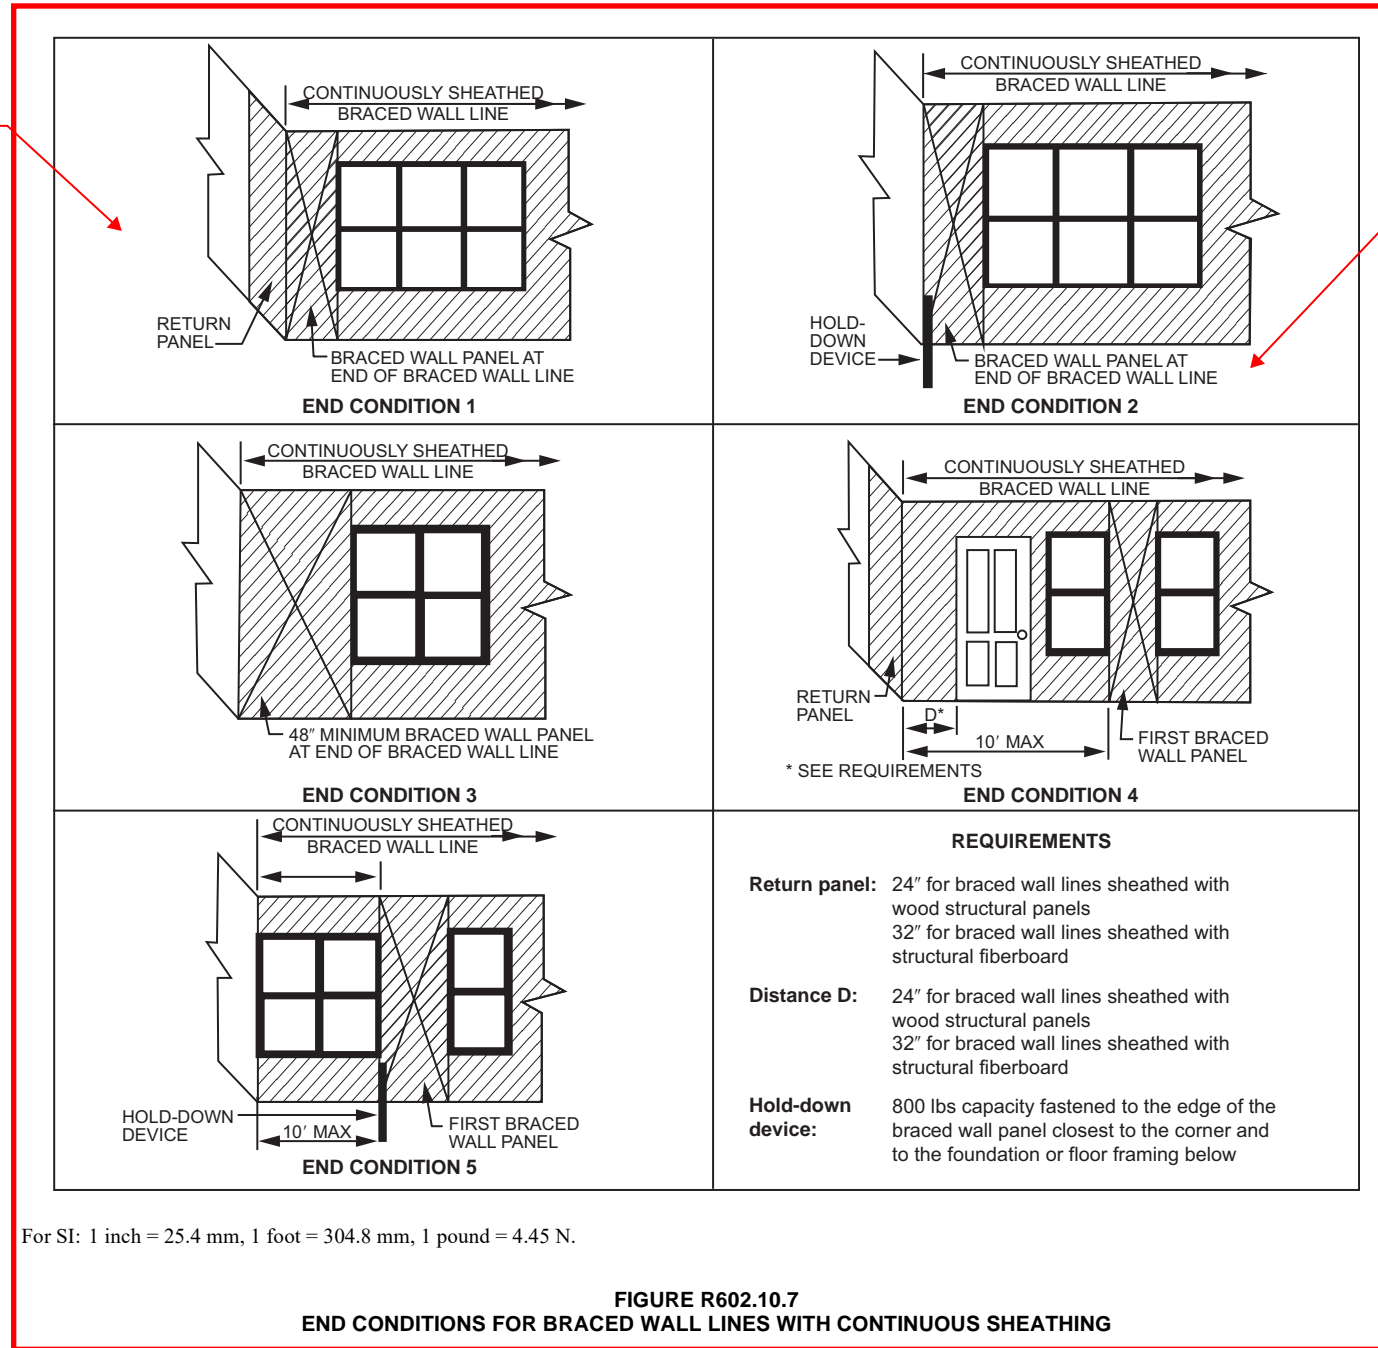 CONTINUOUSLY SHEATHED
BRACED WALL LINE
RETURN
PANEL
BRACED WALL PANEL AT
END OF BRACED WALL LINE
END CONDITION 1
CONTINUOUSLY SHEATHED
BRACED WALL LINE
HOLD-
DOWN
DEVICE
BRACED WALL PANEL AT
END OF BRACED WALL LINE
END CONDITION 2
CONTINUOUSLY SHEATHED
BRACED WALL LINE
48″ MINIMUM BRACED WALL PANEL
AT END OF BRACED WALL LINE
END CONDITION 3
CONTINUOUSLY SHEATHED
BRACED WALL LINE
RETURN
PANEL
D*
10′ MAX
FIRST BRACED
WALL PANEL
* SEE REQUIREMENTS
END CONDITION 4
CONTINUOUSLY SHEATHED
BRACED WALL LINE
HOLD-DOWN
DEVICE
10′ MAX
FIRST BRACED
WALL PANEL
END CONDITION 5
REQUIREMENTS
Return panel: 24″ for braced wall lines sheathed with
wood structural panels
32″ for braced wall lines sheathed with
structural fiberboard
Distance D: 24″ for braced wall lines sheathed with
wood structural panels
32″ for braced wall lines sheathed with
structural fiberboard
Hold-down 800 lbs capacity fastened to the edge of the
device: braced wall panel closest to the corner and
to the foundation or floor framing below
For SI: 1 inch = 25.4 mm, 1 foot = 304.8 mm, 1 pound = 4.45 N.
FIGURE R602.10.7
END CONDITIONS FOR BRACED WALL LINES WITH CONTINUOUS SHEATHING